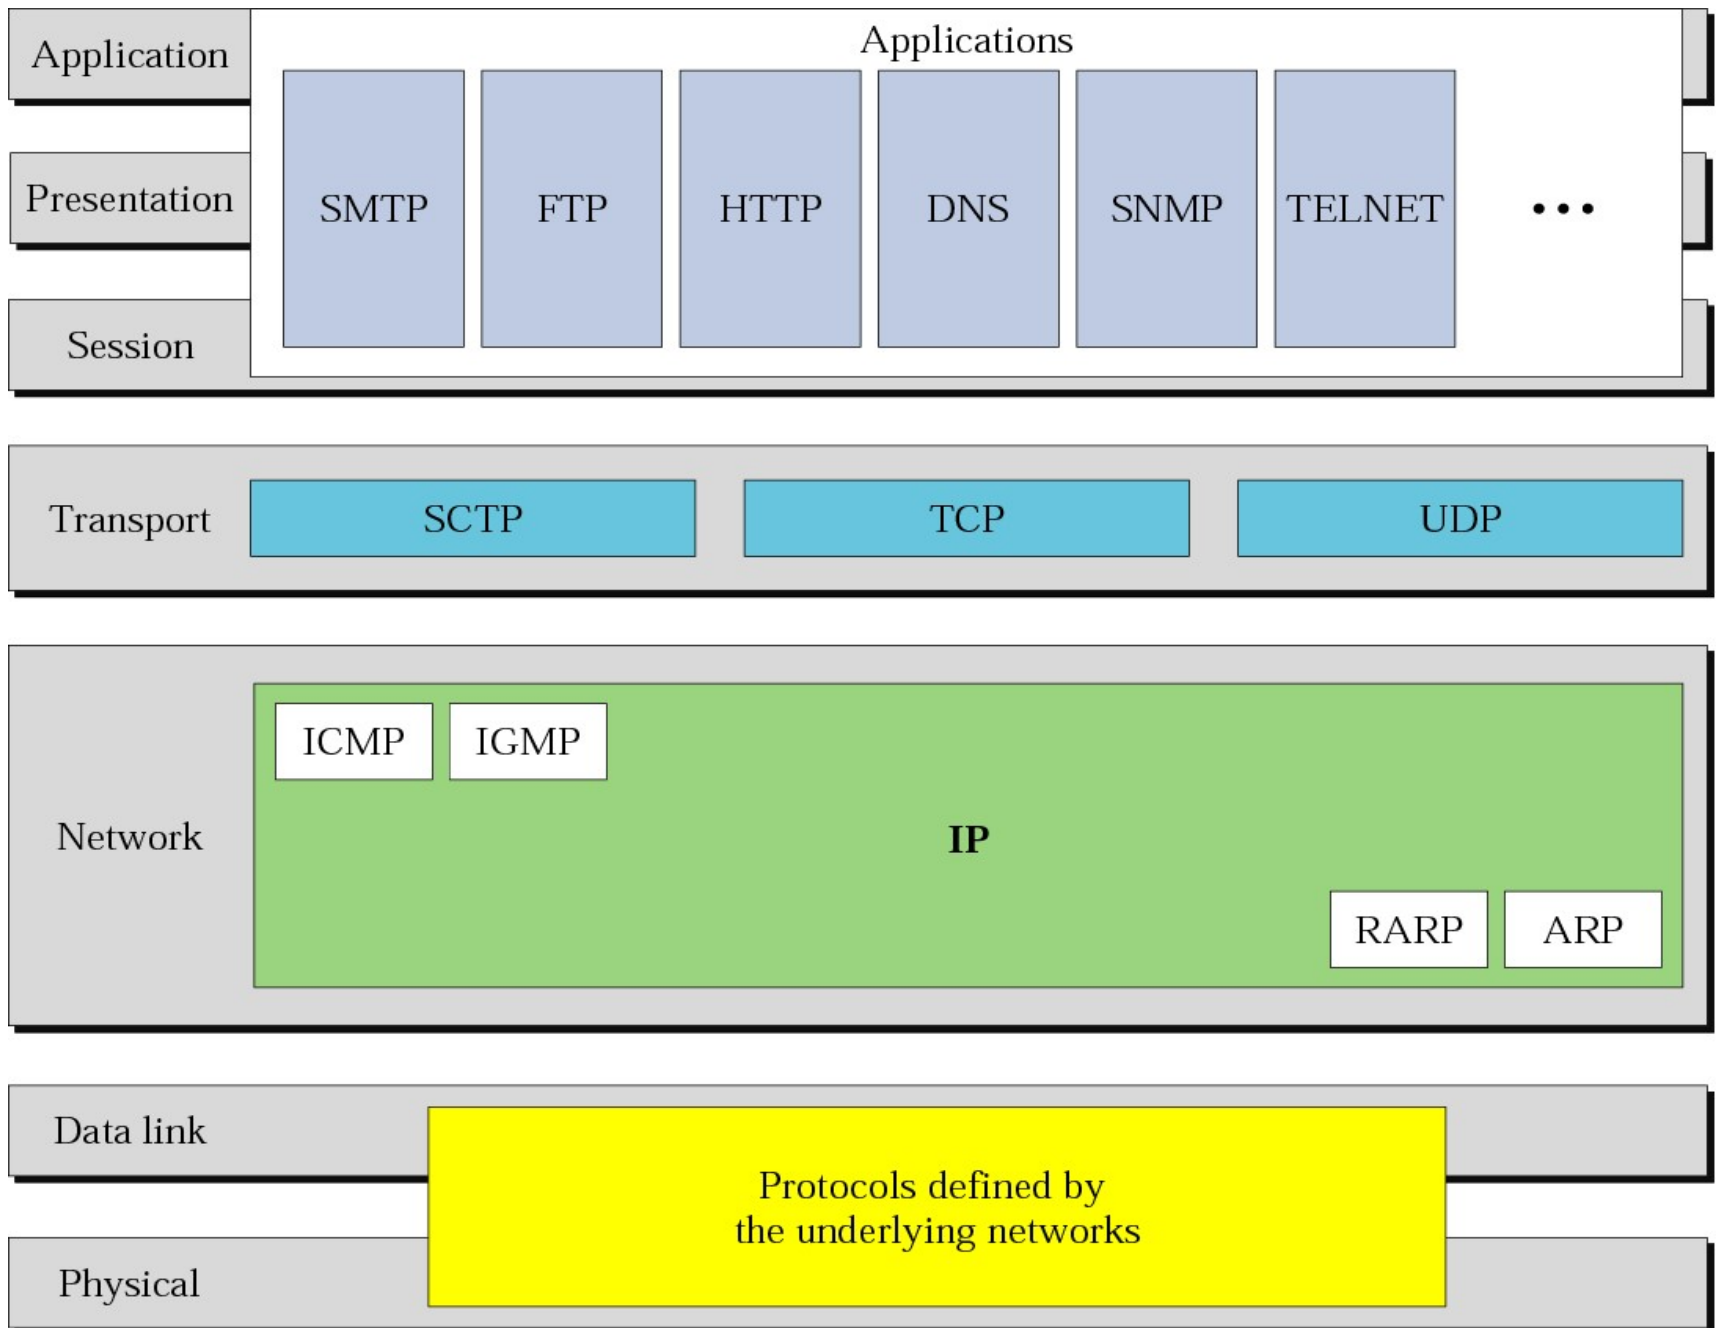 Application
Applications
Presentation
SMTP
FTP
HTTP
DNS
SNMP
TELNET
...
Session
Transport
SCTP
TCP
UDP
Network
ICMP
IGMP
IP
RARP
ARP
Data link
Protocols defined by
the underlying networks
Physical